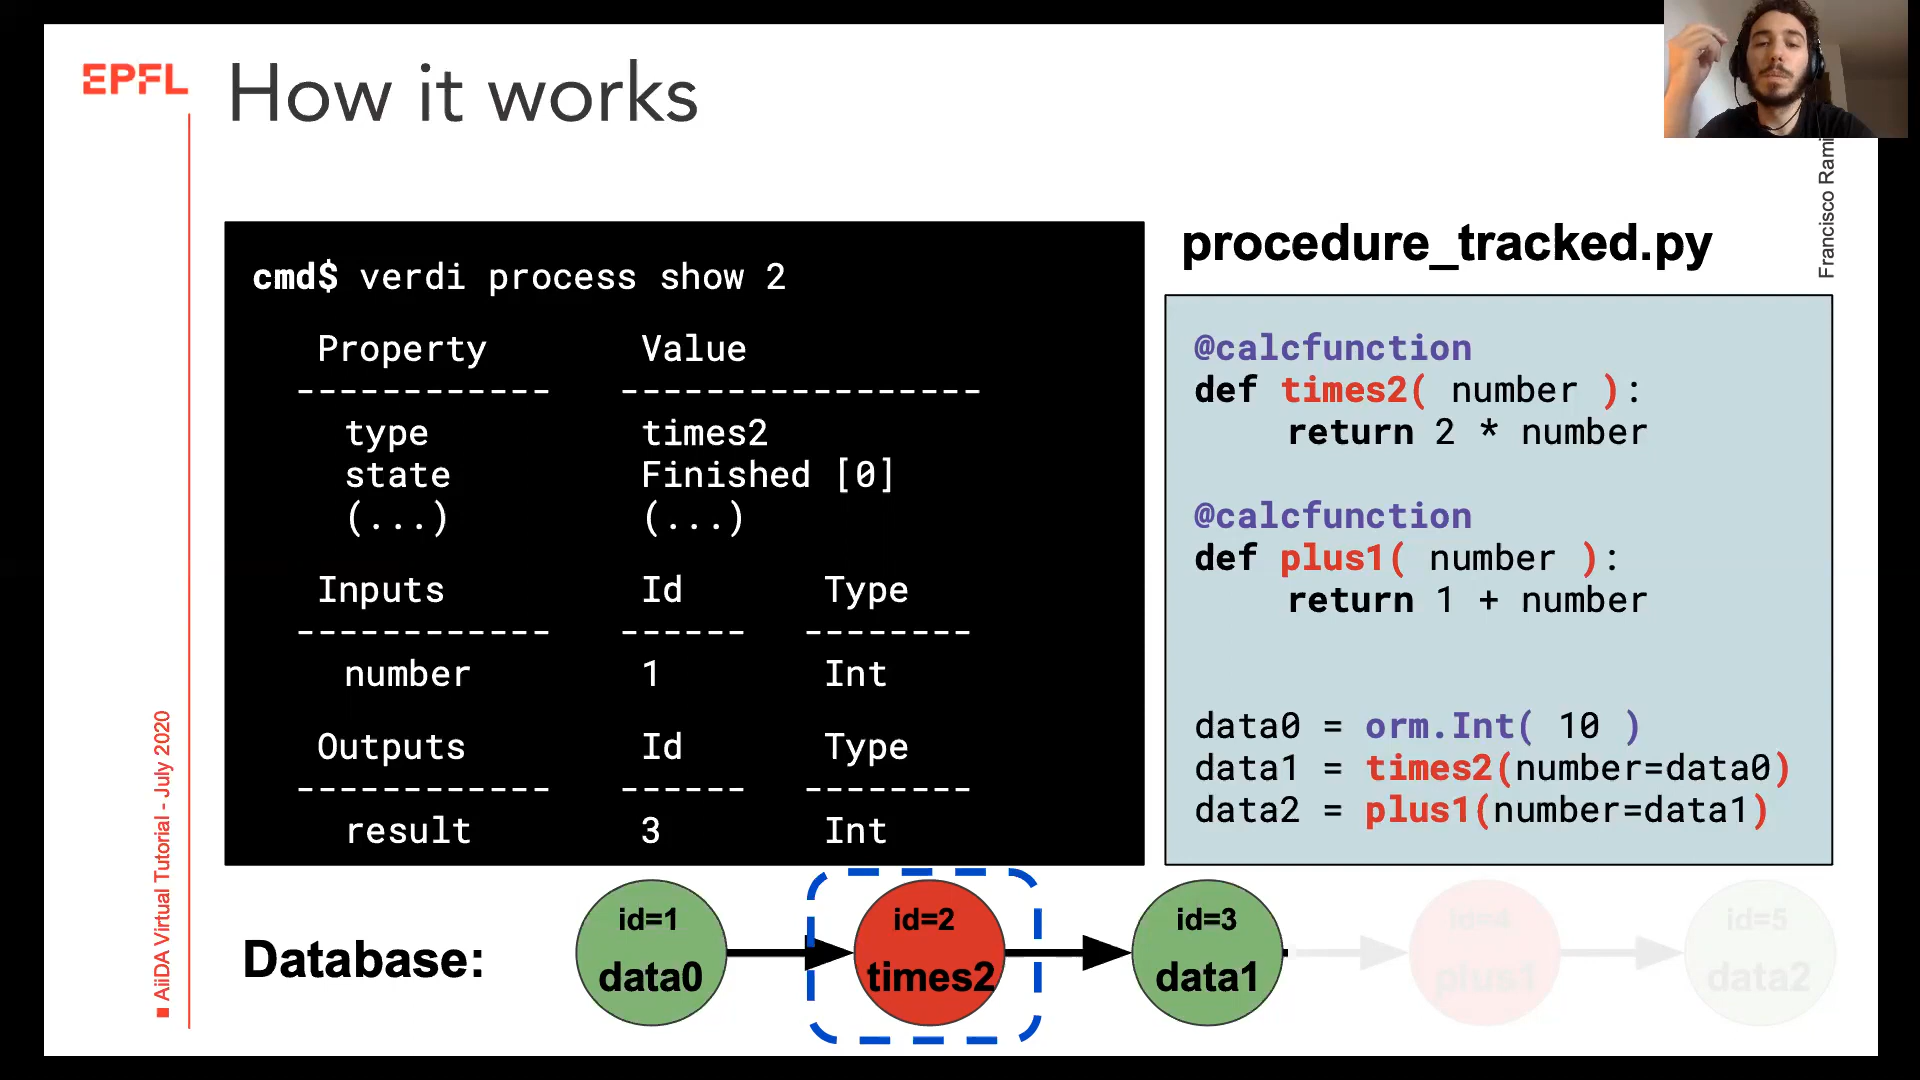 EPFL
How it works
Francisco Rami
cmd$ verdi process show 2
Property Value
------------ -----------------
type times2
state Finished [0]
(...) (...)
Inputs Id Type
------------ ------ --------
number 1 Int
Outputs Id Type
------------ ------ --------
result 3 Int
procedure_tracked.py
@calcfunction
def times2( number ):
return 2 * number
@calcfunction
def plus1( number ):
return 1 + number
data0 = orm.Int( 10 )
data1 = times2(number=data0)
data2 = plus1(number=data1)
Database:
id=1
data0
id=2
times2
id=3
data1
id=4
plus1
id=5
data2
AiiDA Virtual Tutorial - July 2020